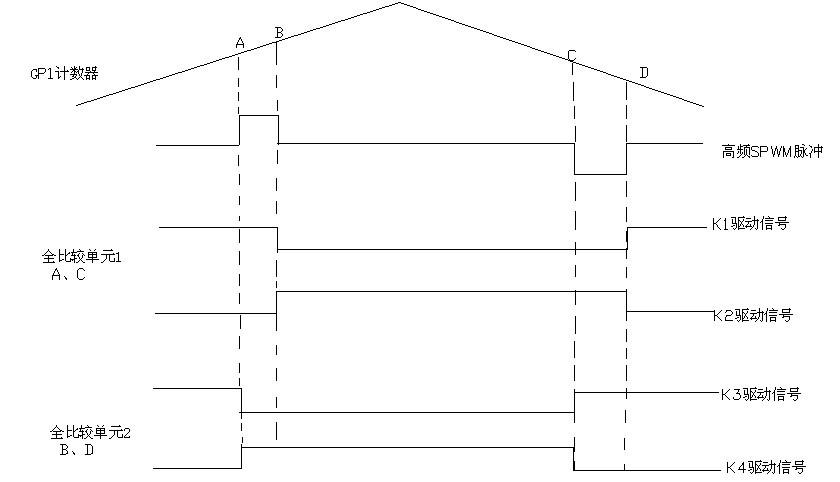 A
B
C
D
GP1计数器
高频SPWM脉冲
K1驱动信号
全比较单元1
A、C
K2驱动信号
K3驱动信号
全比较单元2
B、D
K4驱动信号